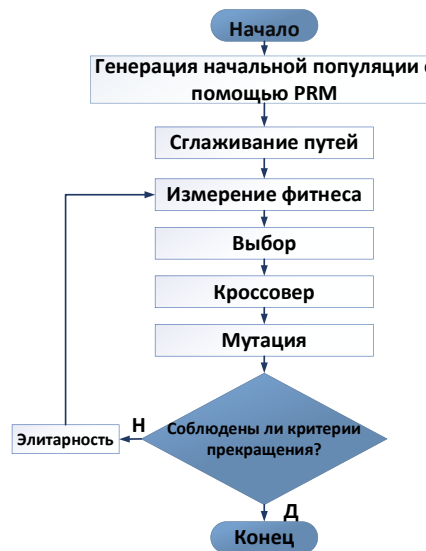 Начало
Генерация начальной популяции с
помощью PRM
Сглаживание путей
Измерение фитнеса
Выбор
Кроссовер
Мутация
Соблюдены ли критерии
прекращения?
Н
Элитарность
Д
Конец